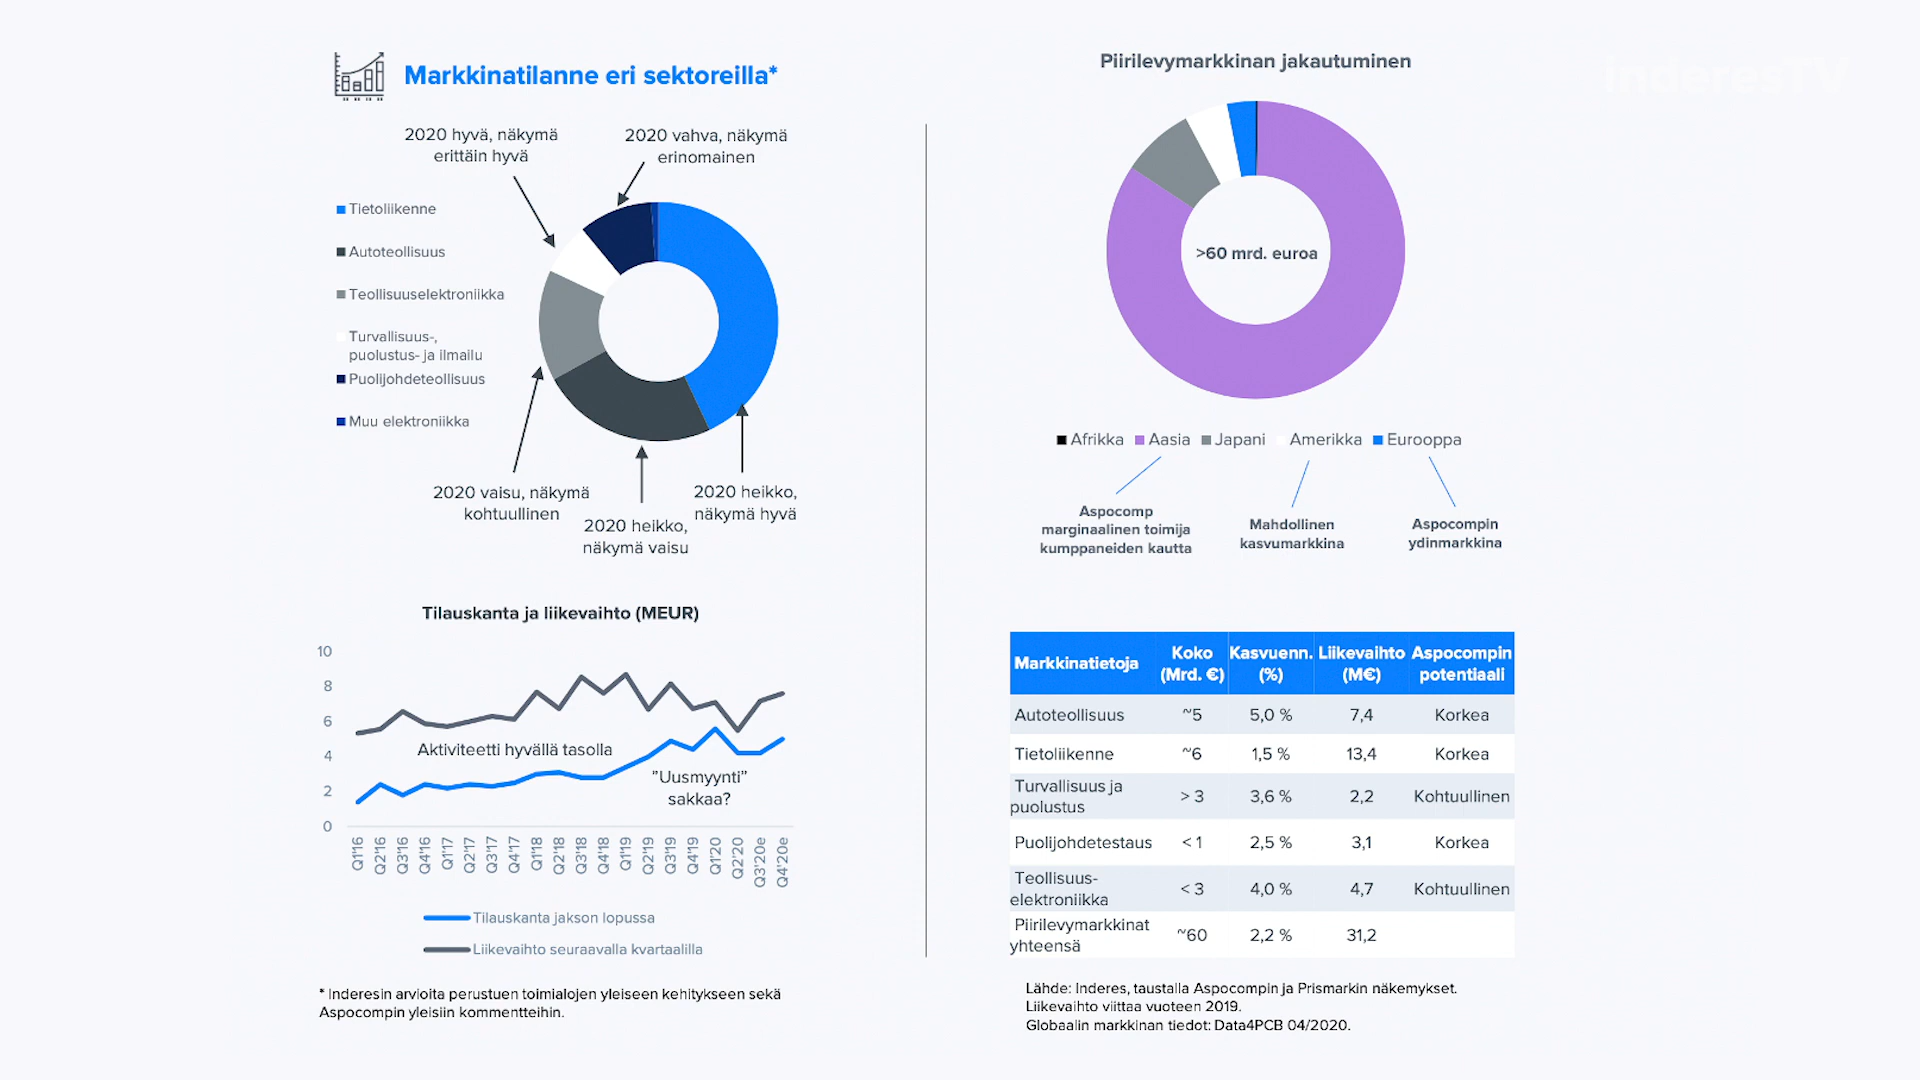 Markkinatilanne eri sektoreilla*
2020 hyvä, näkymä
erittäin hyvä
2020 vahva, näkymä
erinomainen
Tietoliikenne
Autoteollisuus
Teollisuuselektroniikka
Turvallisuus-,
puolustus- ja ilmailu
Puolijohdeteollisuus
Muu elektroniikka
2020 vaisu, näkymä
kohtuullinen
2020 heikko,
näkymä vaisu
2020 heikko,
näkymä hyvä
Tilauskanta ja liikevaihto (MEUR)
10
8
6
4
2
0
Aktiviteetti hyvällä tasolla
"Uusmyynti"
sakkaa?
Q1'16
Q2'16
Q3'16
Q4'16
Q1'17
Q2'17
Q3'17
Q4'17
Q1'18
Q2'18
Q3'18
Q4'18
Q1'19
Q2'19
Q3'19
Q4'19
Q1'20
Q2'20
Q3'20e
Q4'20e
Tilauskanta jakson lopussa
Liikevaihto seuraavalla kvartaalilla
* Inderesin arvioita perustuen toimialojen yleiseen kehitykseen sekä
Aspocompin yleisiin kommentteihin.
inderesTV
Piirilevymarkkinan jakautuminen
>60 mrd. euroa
Afrikka Aasia Japani Amerikka Eurooppa
Aspocomp
marginaalinen toimija
kumppaneiden kautta
Mahdollinen
kasvumarkkina
Aspocompin
ydinmarkkina
Markkinatietoja Koko (Mrd. €) Kasvuenn. (%) Liikevaihto (M€) Aspocompin potentiaali
Autoteollisuus ~5 5,0 % 7,4 Korkea
Tietoliikenne ~6 1,5 % 13,4 Korkea
Turvallisuus ja puolustus > 3 3,6 % 2,2 Kohtuullinen
Puolijohdetestaus < 1 2,5 % 3,1 Korkea
Teollisuus-elektroniikka < 3 4,0 % 4,7 Kohtuullinen
Piirilevymarkkinat yhteensä ~60 2,2 % 31,2
Lähde: Inderes, taustalla Aspocompin ja Prismarkin näkemykset.
Liikevaihto viittaa vuoteen 2019.
Globaalin markkinan tiedot: Data4PCB 04/2020.